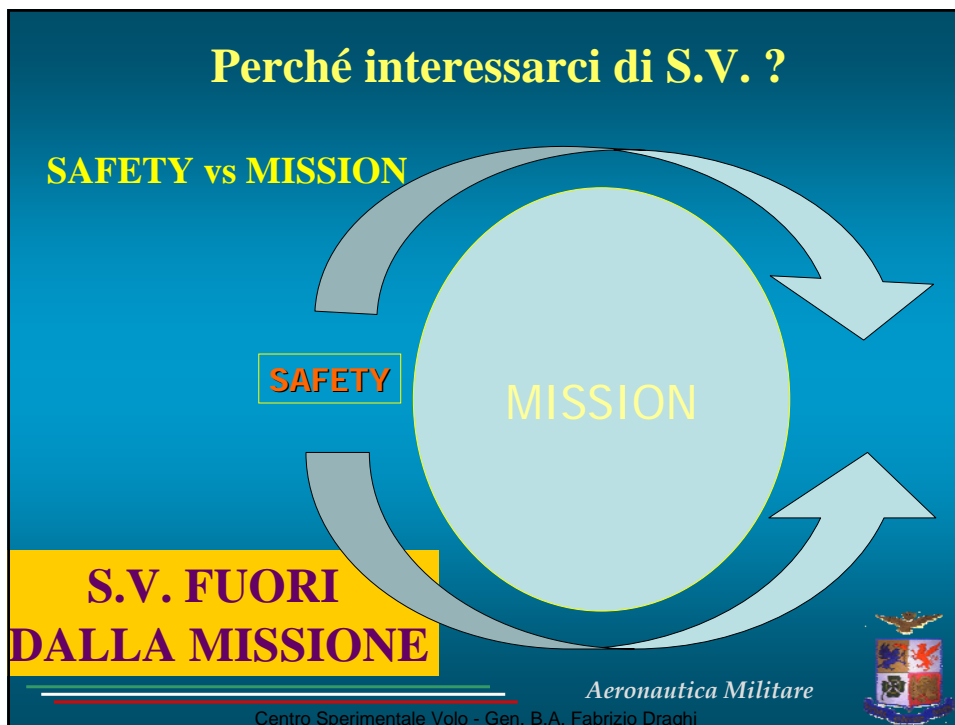 Perché interessarci di S.V. ?
SAFETY vs MISSION
SAFETY
MISSION
S.V. FUORI
DALLA MISSIONE
Aeronautica Militare
Centro Sperimentale Volo - Gen. B.A. Fabrizio Draghi